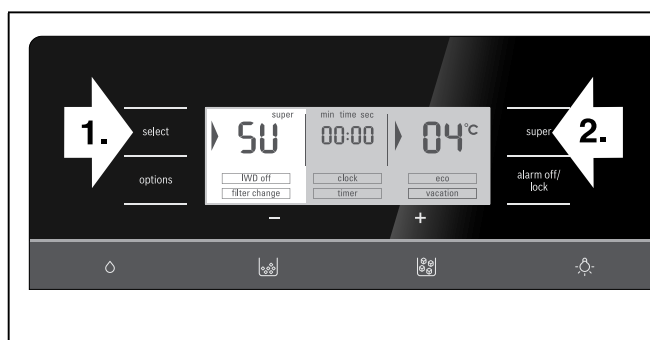 1.
select
options
super
SU
IWD off
filter change
min time sec
00:00
clock
timer
04°C
eco
vacation
−
+
super
2.
alarm off/
lock